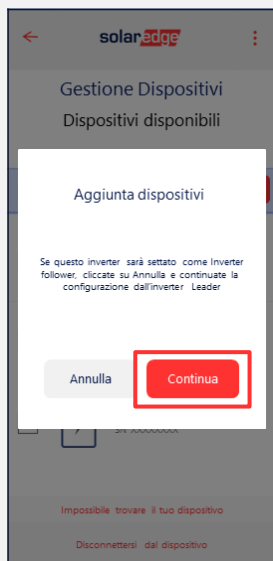 solaredge
Gestione Dispositivi
Dispositivi disponibili
Aggiunta dispositivi
Se questo inverter sarà settato come Inverter
follower, cliccate su Annulla e continuate la
configurazione dall'inverter Leader
Annulla
Continua
Impossbile trovare il tuo dispositivo
Disconnettersi dal dispositivo